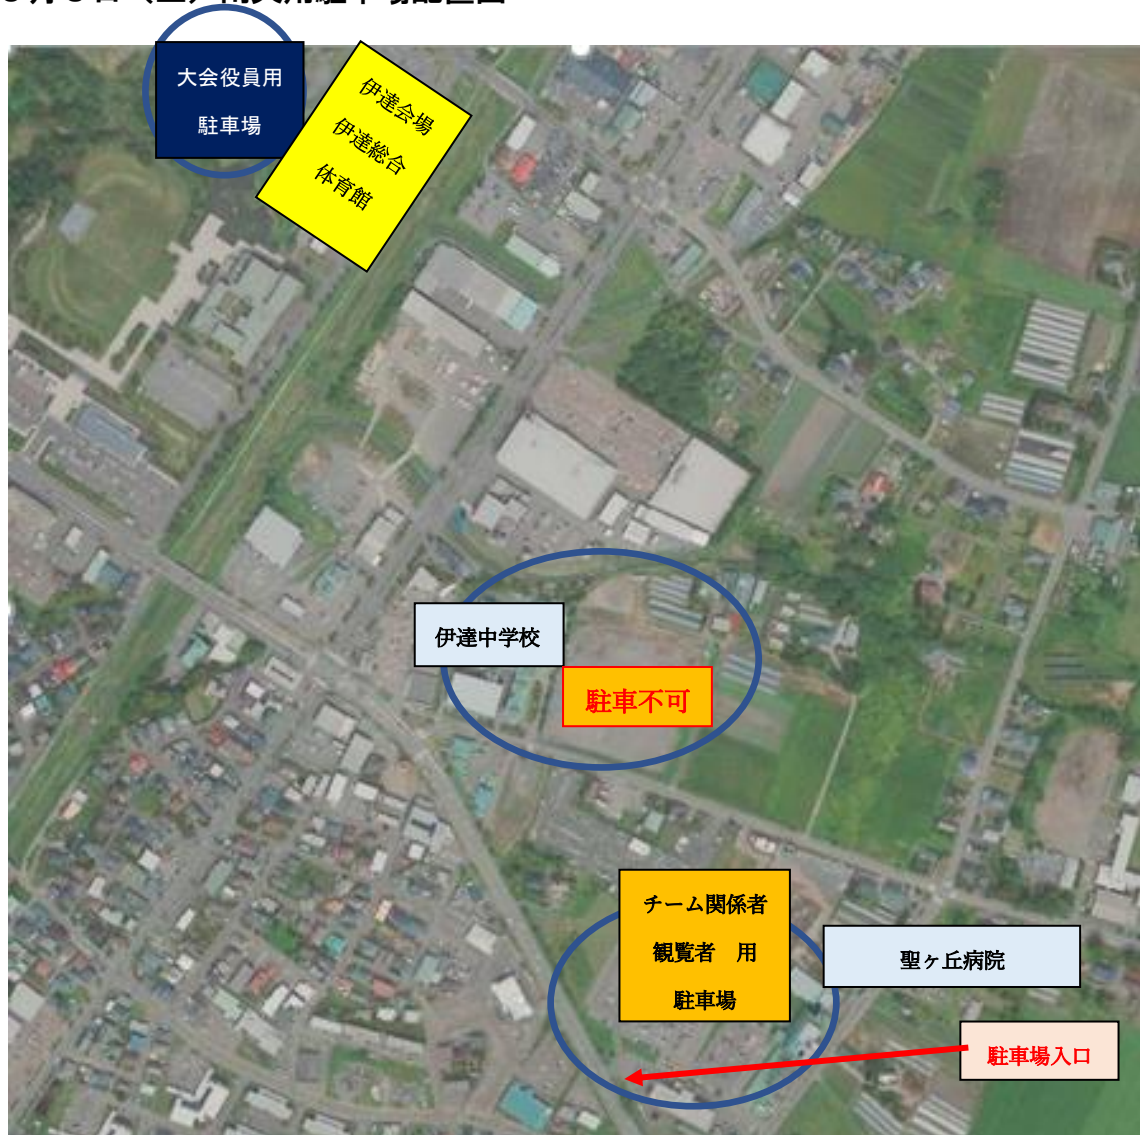 大会役員用
駐車場
伊達会場
伊達総合
体育館
伊達中学校
駐車不可
チーム関係者
観覧者　用
駐車場
聖ヶ丘病院
駐車場入口